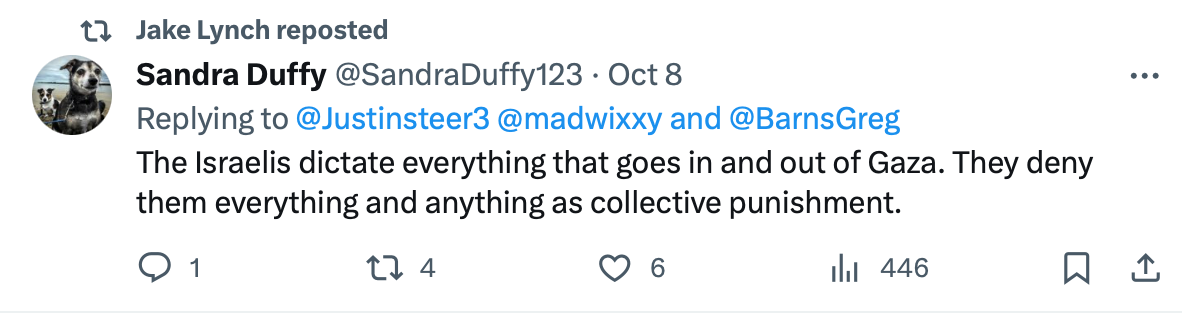 Jake Lynch reposted
Sandra Duffy @SandraDuffy123 · Oct 8
Replying to @Justinsteer3 @madwixxy and @BarnsGreg
The Israelis dictate everything that goes in and out of Gaza. They deny
them everything and anything as collective punishment.
1 4 6 446